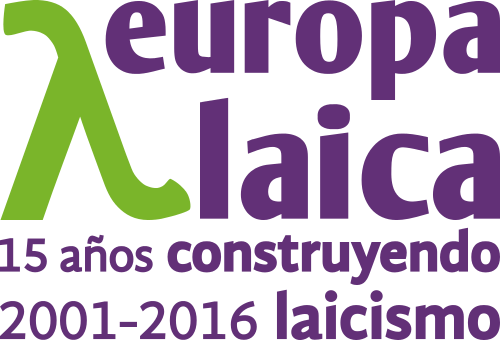 europa
laica
15 años construyendo
2001-2016 laicismo